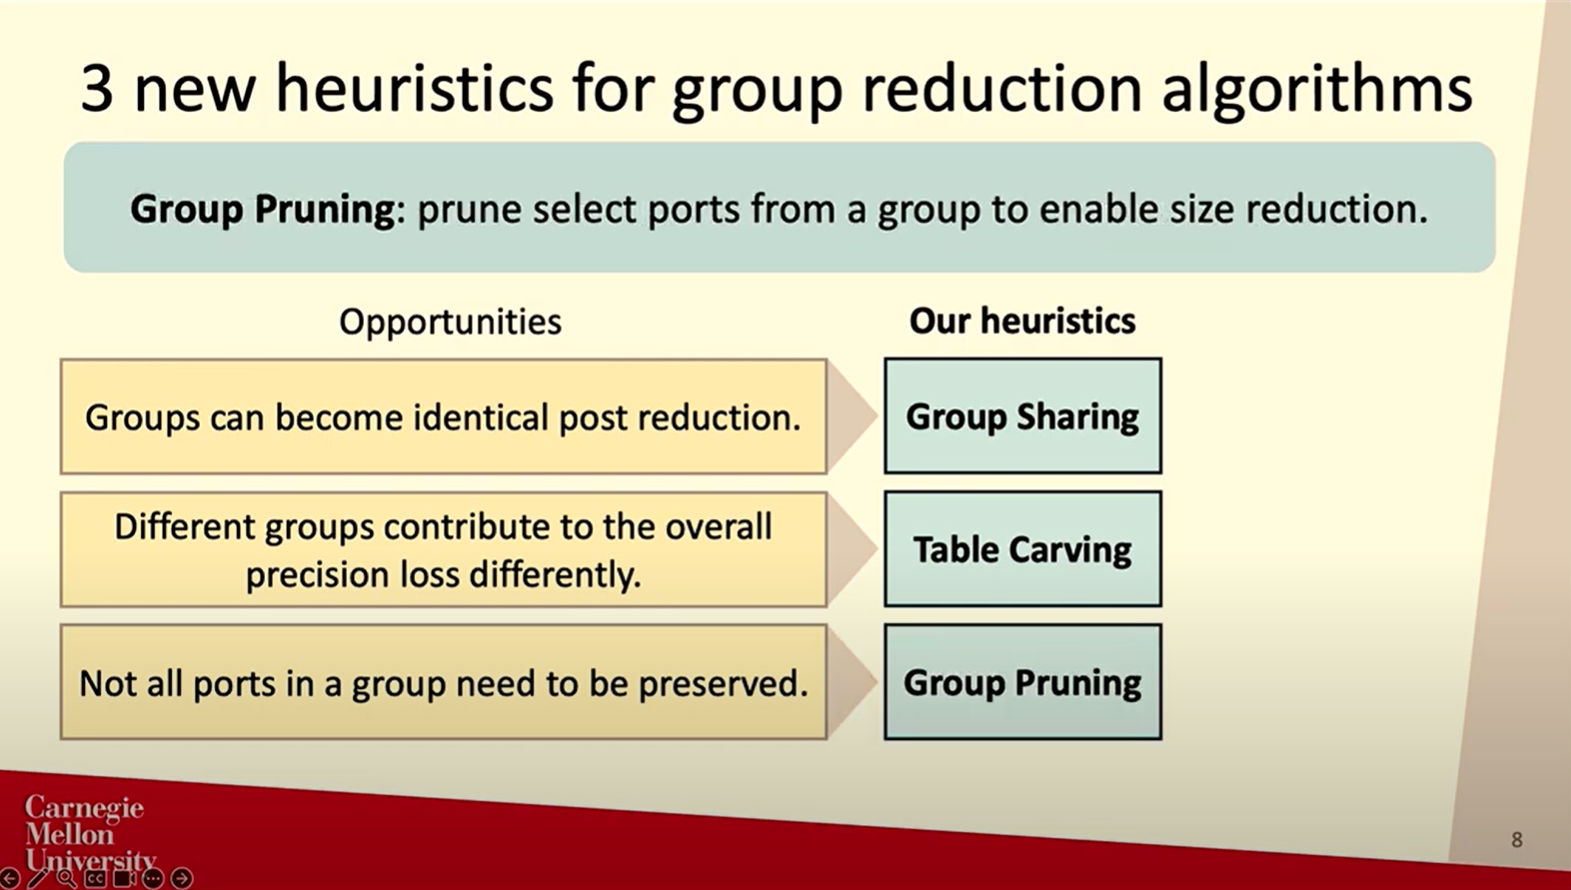 3 new heuristics for group reduction algorithms
Group Pruning: prune select ports from a group to enable size reduction.
Opportunities
Our heuristics
Groups can become identical post reduction.
Group Sharing
Different groups contribute to the overall
precision loss differently.
Table Carving
Not all ports in a group need to be preserved.
Group Pruning
Carnegie
Mellon
University
CC
8